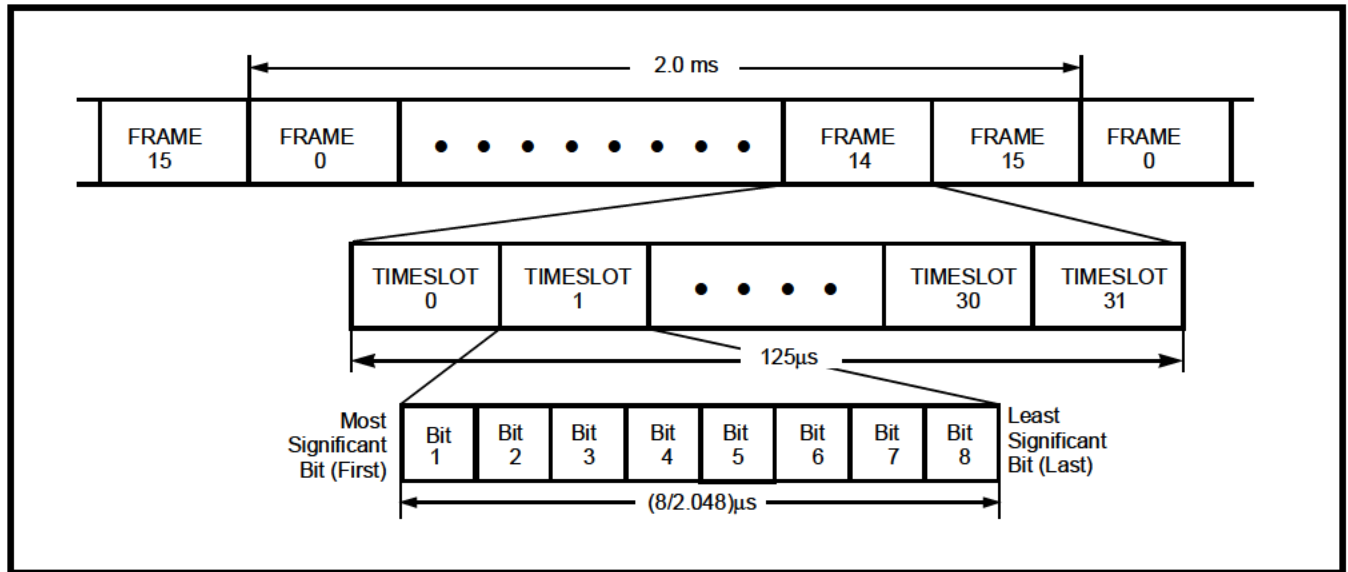 2.0 ms
FRAME
15
FRAME
0
FRAME
14
FRAME
15
FRAME
0
TIMESLOT
0
TIMESLOT
1
TIMESLOT
30
TIMESLOT
31
125µs
Most
Significant
Bit (First)
Bit
1
Bit
2
Bit
3
Bit
4
Bit
5
Bit
6
Bit
7
Bit
8
Least
Significant
Bit (Last)
(8/2.048)µs